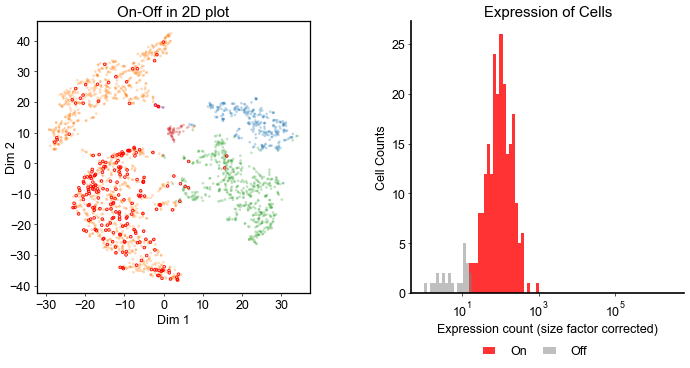 On-Off in 2D plot
40
30
20
10
0
−10
−20
−30
−40
Dim 2
−30 −20 −10 0 10 20 30
Dim 1
Expression of Cells
25
20
15
10
5
0
Cell Counts
10^1 10^3 10^5
Expression count (size factor corrected)
On Off